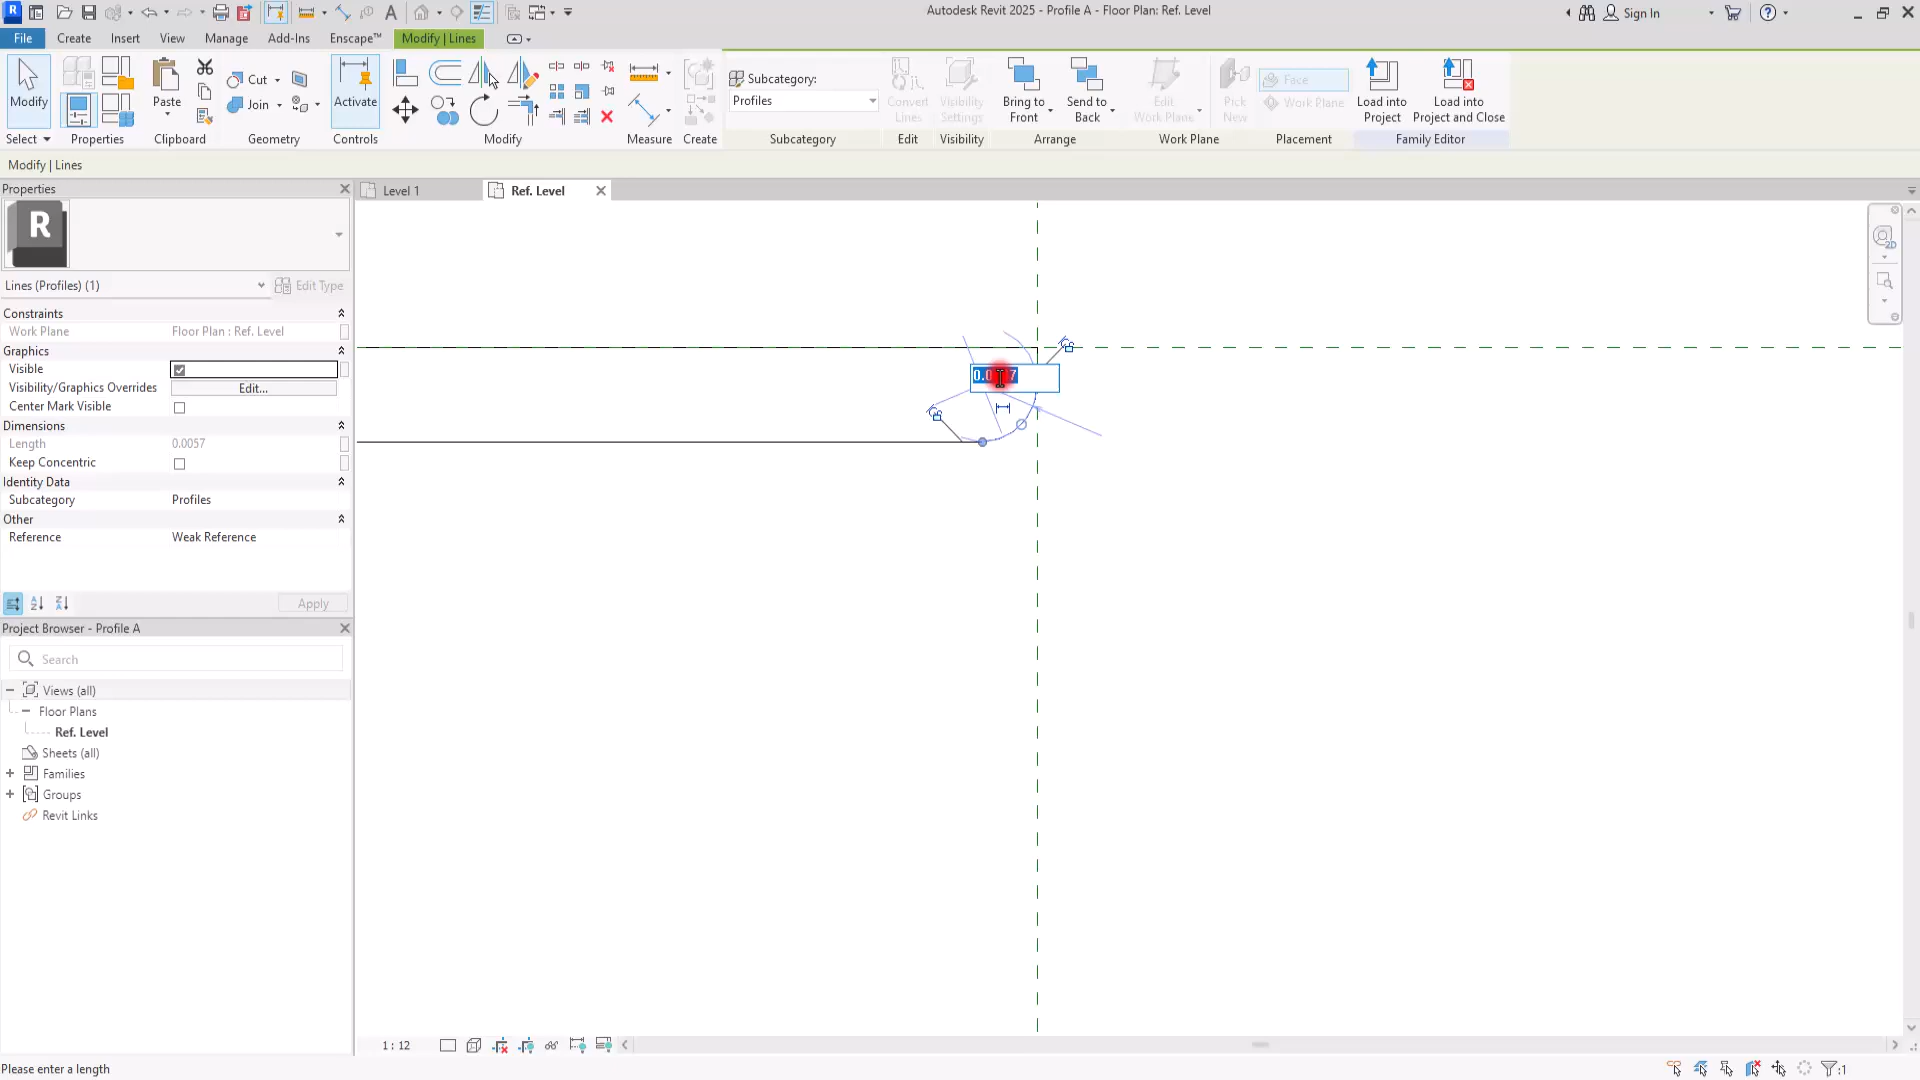 Autodesk Revit 2025 - Profile A - Floor Plan: Ref. Level
Sign In
File Create Insert View Manage Add-Ins Enscape™ Modify | Lines
Modify
Paste
Cut
Join
Activate
Subcategory:
Profiles
Convert Lines
Visibility Settings
Bring to Front
Send to Back
Edit Work Plane
Pick New
Face
Work Plane
Load into Project
Load into Project and Close
Select Properties Clipboard Geometry Controls Modify Measure Create Subcategory Edit Visibility Arrange Work Plane Placement Family Editor
Modify | Lines
Properties
Level 1
Ref. Level
R
Lines (Profiles) (1)
Edit Type
Constraints
Work Plane Floor Plan : Ref. Level
Graphics
Visible
Visibility/Graphics Overrides Edit...
Center Mark Visible
Dimensions
Length 0.0057
Keep Concentric
Identity Data
Subcategory Profiles
Other
Reference Weak Reference
Apply
Project Browser - Profile A
Search
Views (all)
Floor Plans
Ref. Level
Sheets (all)
Families
Groups
Revit Links
1 : 12
Please enter a length
:1